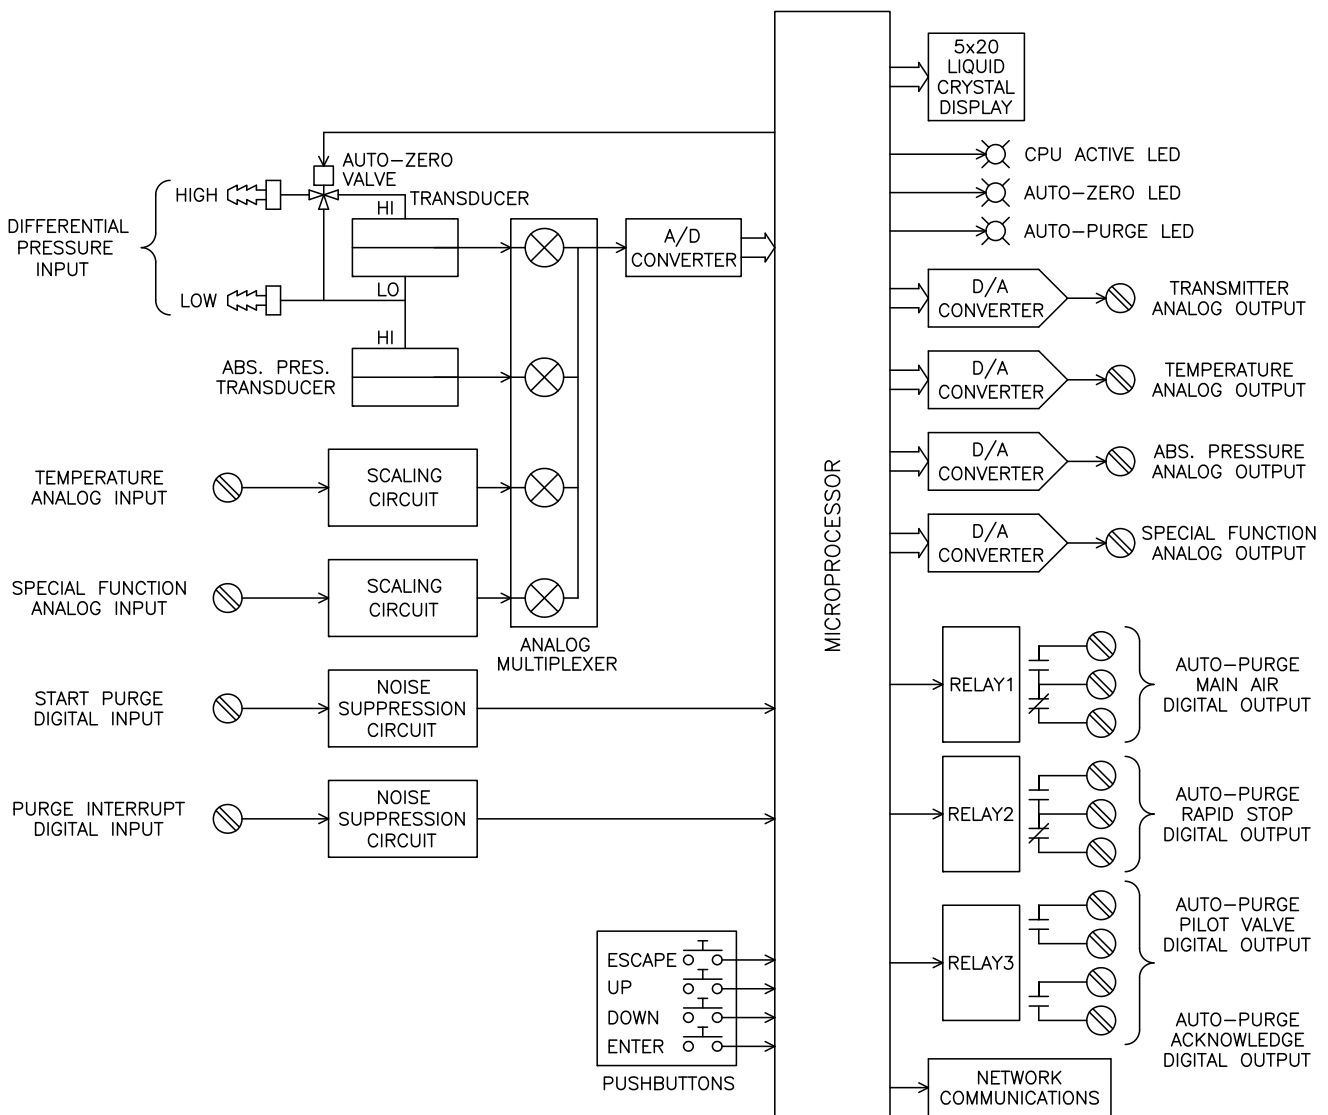 5x20
LIQUID
CRYSTAL
DISPLAY
CPU ACTIVE LED
AUTO-ZERO LED
AUTO-PURGE LED
AUTO-ZERO
VALVE
HIGH
HI
TRANSDUCER
DIFFERENTIAL
PRESSURE
INPUT
LOW
LO
A/D
CONVERTER
HI
ABS. PRES.
TRANSDUCER
D/A
CONVERTER
TRANSMITTER
ANALOG OUTPUT
D/A
CONVERTER
TEMPERATURE
ANALOG OUTPUT
D/A
CONVERTER
ABS. PRESSURE
ANALOG OUTPUT
D/A
CONVERTER
SPECIAL FUNCTION
ANALOG OUTPUT
TEMPERATURE
ANALOG INPUT
SCALING
CIRCUIT
SPECIAL FUNCTION
ANALOG INPUT
SCALING
CIRCUIT
ANALOG
MULTIPLEXER
MICROPROCESSOR
START PURGE
DIGITAL INPUT
NOISE
SUPPRESSION
CIRCUIT
PURGE INTERRUPT
DIGITAL INPUT
NOISE
SUPPRESSION
CIRCUIT
RELAY1
AUTO-PURGE
MAIN AIR
DIGITAL OUTPUT
RELAY2
AUTO-PURGE
RAPID STOP
DIGITAL OUTPUT
RELAY3
AUTO-PURGE
PILOT VALVE
DIGITAL OUTPUT
AUTO-PURGE
ACKNOWLEDGE
DIGITAL OUTPUT
ESCAPE
UP
DOWN
ENTER
PUSHBUTTONS
NETWORK
COMMUNICATIONS